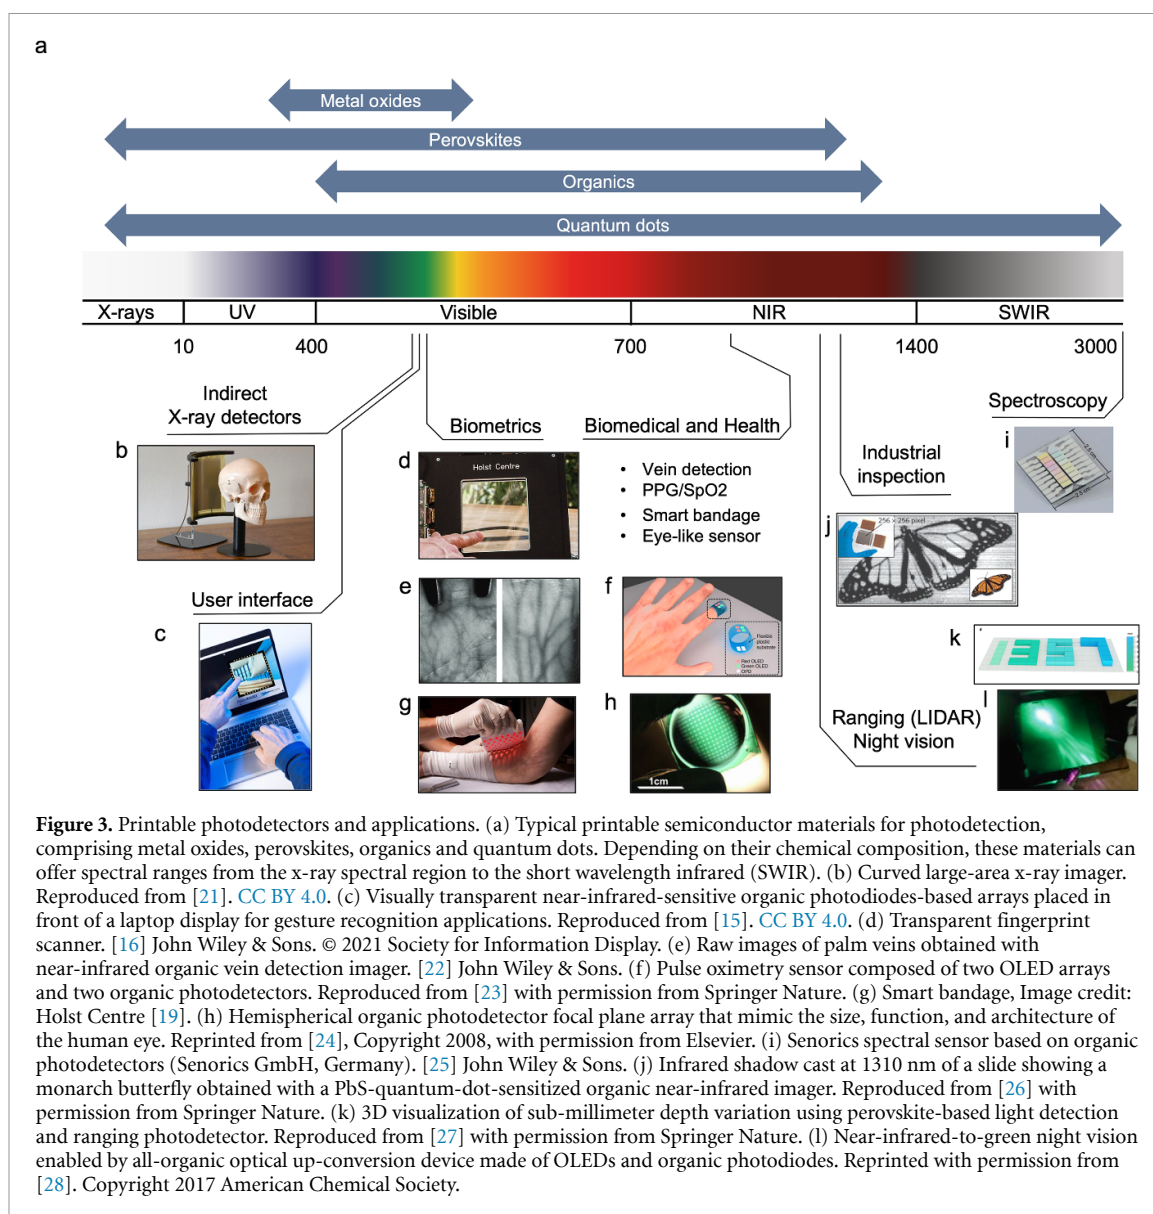 a
Metal oxides
Perovskites
Organics
Quantum dots
X-rays
UV
Visible
NIR
SWIR
10
400
700
1400
3000
Indirect
X-ray detectors
b
User interface
c
Biometrics
d
Holst Centre
e
g
Biomedical and Health
• Vein detection
• PPG/SpO2
• Smart bandage
• Eye-like sensor
f
Flexible
plastic
substrate
Red OLED
Green OLED
OPD
h
1cm
Industrial
inspection
Spectroscopy
i
2.5 cm
2.5 cm
j
256 × 256 pixel
k
1357
Ranging (LIDAR)
Night vision
l
Figure 3. Printable photodetectors and applications. (a) Typical printable semiconductor materials for photodetection,
comprising metal oxides, perovskites, organics and quantum dots. Depending on their chemical composition, these materials can
offer spectral ranges from the x-ray spectral region to the short wavelength infrared (SWIR). (b) Curved large-area x-ray imager.
Reproduced from [21]. CC BY 4.0. (c) Visually transparent near-infrared-sensitive organic photodiodes-based arrays placed in
front of a laptop display for gesture recognition applications. Reproduced from [15]. CC BY 4.0. (d) Transparent fingerprint
scanner. [16] John Wiley & Sons. © 2021 Society for Information Display. (e) Raw images of palm veins obtained with
near-infrared organic vein detection imager. [22] John Wiley & Sons. (f) Pulse oximetry sensor composed of two OLED arrays
and two organic photodetectors. Reproduced from [23] with permission from Springer Nature. (g) Smart bandage, Image credit:
Holst Centre [19]. (h) Hemispherical organic photodetector focal plane array that mimic the size, function, and architecture of
the human eye. Reprinted from [24], Copyright 2008, with permission from Elsevier. (i) Senorics spectral sensor based on organic
photodetectors (Senorics GmbH, Germany). [25] John Wiley & Sons. (j) Infrared shadow cast at 1310 nm of a slide showing a
monarch butterfly obtained with a PbS-quantum-dot-sensitized organic near-infrared imager. Reproduced from [26] with
permission from Springer Nature. (k) 3D visualization of sub-millimeter depth variation using perovskite-based light detection
and ranging photodetector. Reproduced from [27] with permission from Springer Nature. (l) Near-infrared-to-green night vision
enabled by all-organic optical up-conversion device made of OLEDs and organic photodiodes. Reprinted with permission from
[28]. Copyright 2017 American Chemical Society.